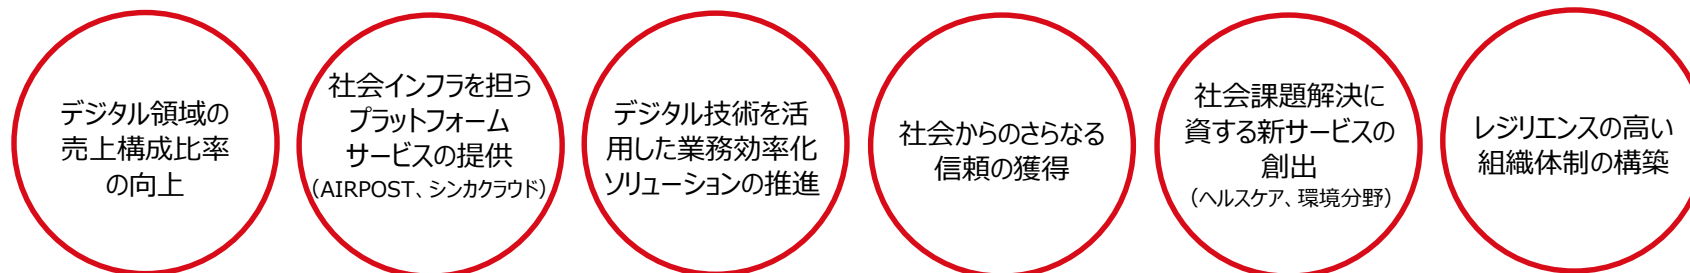 デジタル領域の
売上構成比率
の向上
社会インフラを担う
プラットフォーム
サービスの提供
（AIRPOST、シンカクラウド）
デジタル技術を活
用した業務効率化
ソリューションの推進
社会からのさらなる
信頼の獲得
社会課題解決に
資する新サービスの
創出
（ヘルスケア、環境分野）
レジリエンスの高い
組織体制の構築